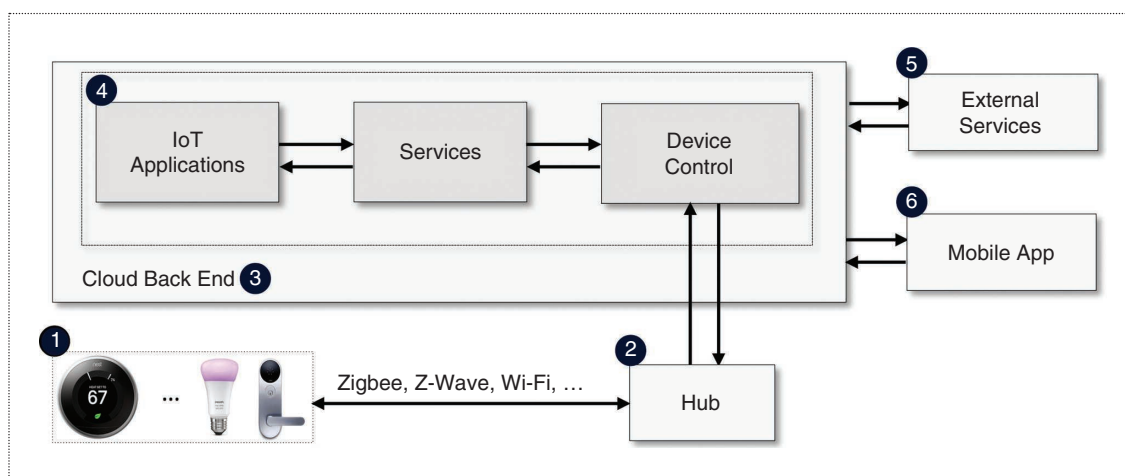 4
5
IoT
Applications
Services
Device
Control
External
Services
6
Mobile App
Cloud Back End 3
1
2
67
...
Zigbee, Z-Wave, Wi-Fi, ...
Hub